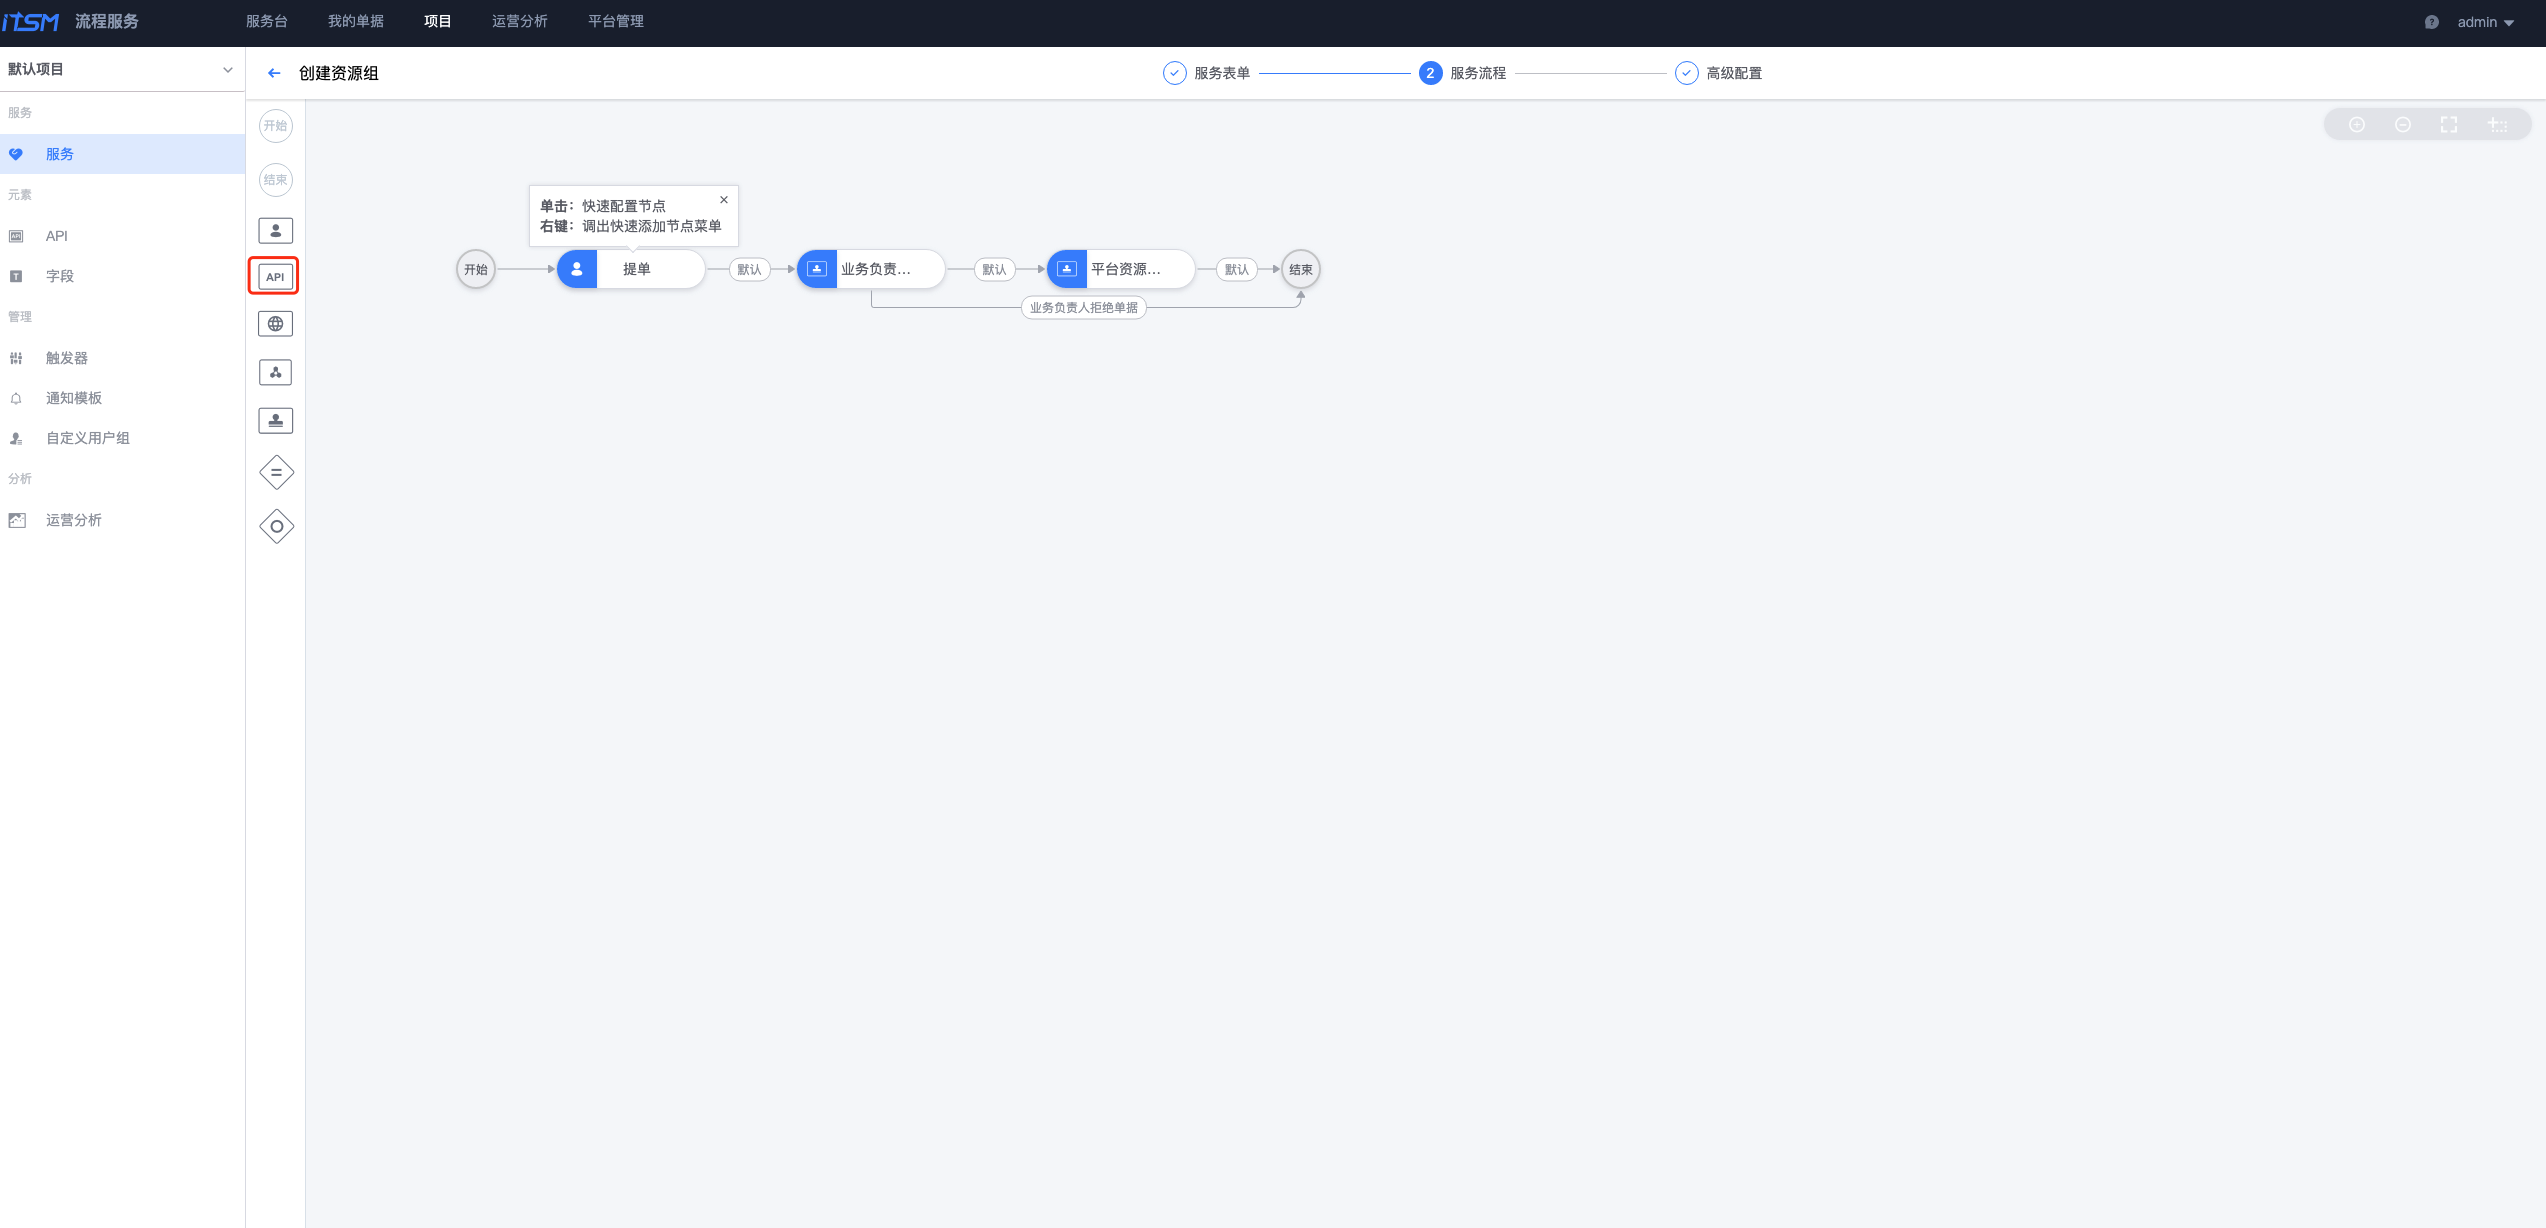 iTSM 流程服务
服务台
我的单据
项目
运营分析
平台管理
admin
默认项目
创建资源组
服务表单
2 服务流程
高级配置
服务
服务
元素
API
字段
管理
触发器
通知模板
自定义用户组
分析
运营分析
开始
结束
API
单击：快速配置节点
右键：调出快速添加节点菜单
开始
提单
默认
业务负责...
默认
平台资源...
默认
结束
业务负责人拒绝单据